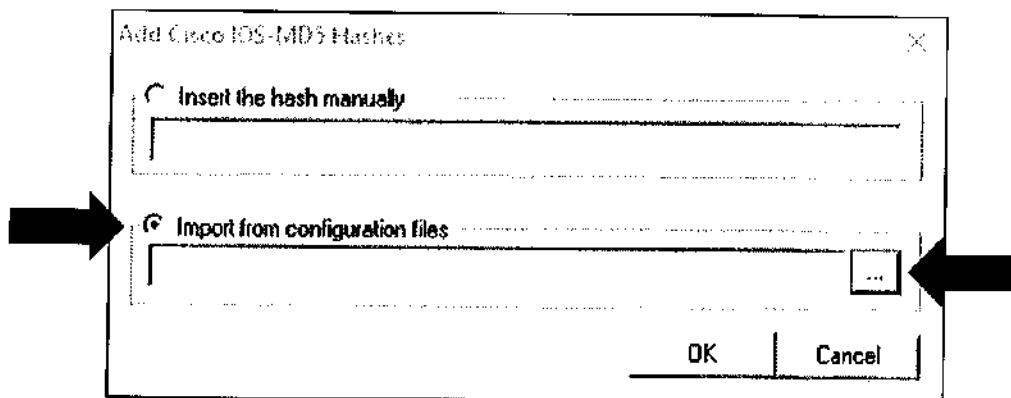 Add Cisco IOS-MD5 Hashes
Insert the hash manually
Import from configuration files
...
OK
Cancel